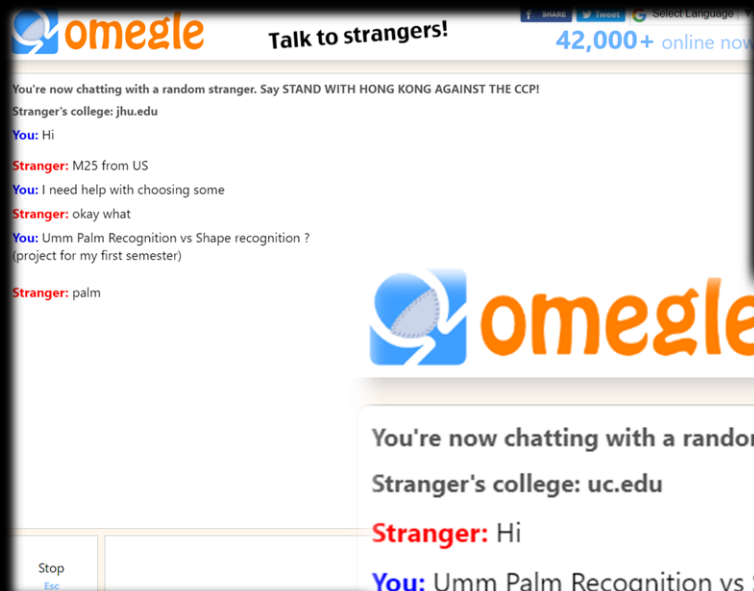 omegle
Talk to strangers!
SHARE
Tweet
Select Language
42,000+ online now
You're now chatting with a random stranger. Say STAND WITH HONG KONG AGAINST THE CCP!
Stranger's college: jhu.edu
You: Hi
Stranger: M25 from US
You: I need help with choosing some
Stranger: okay what
You: Umm Palm Recognition vs Shape recognition ?
(project for my first semester)
Stranger: palm
Stop
Esc
omegle
You're now chatting with a rando
Stranger's college: uc.edu
Stranger: Hi
You: Umm Palm Recognition vs